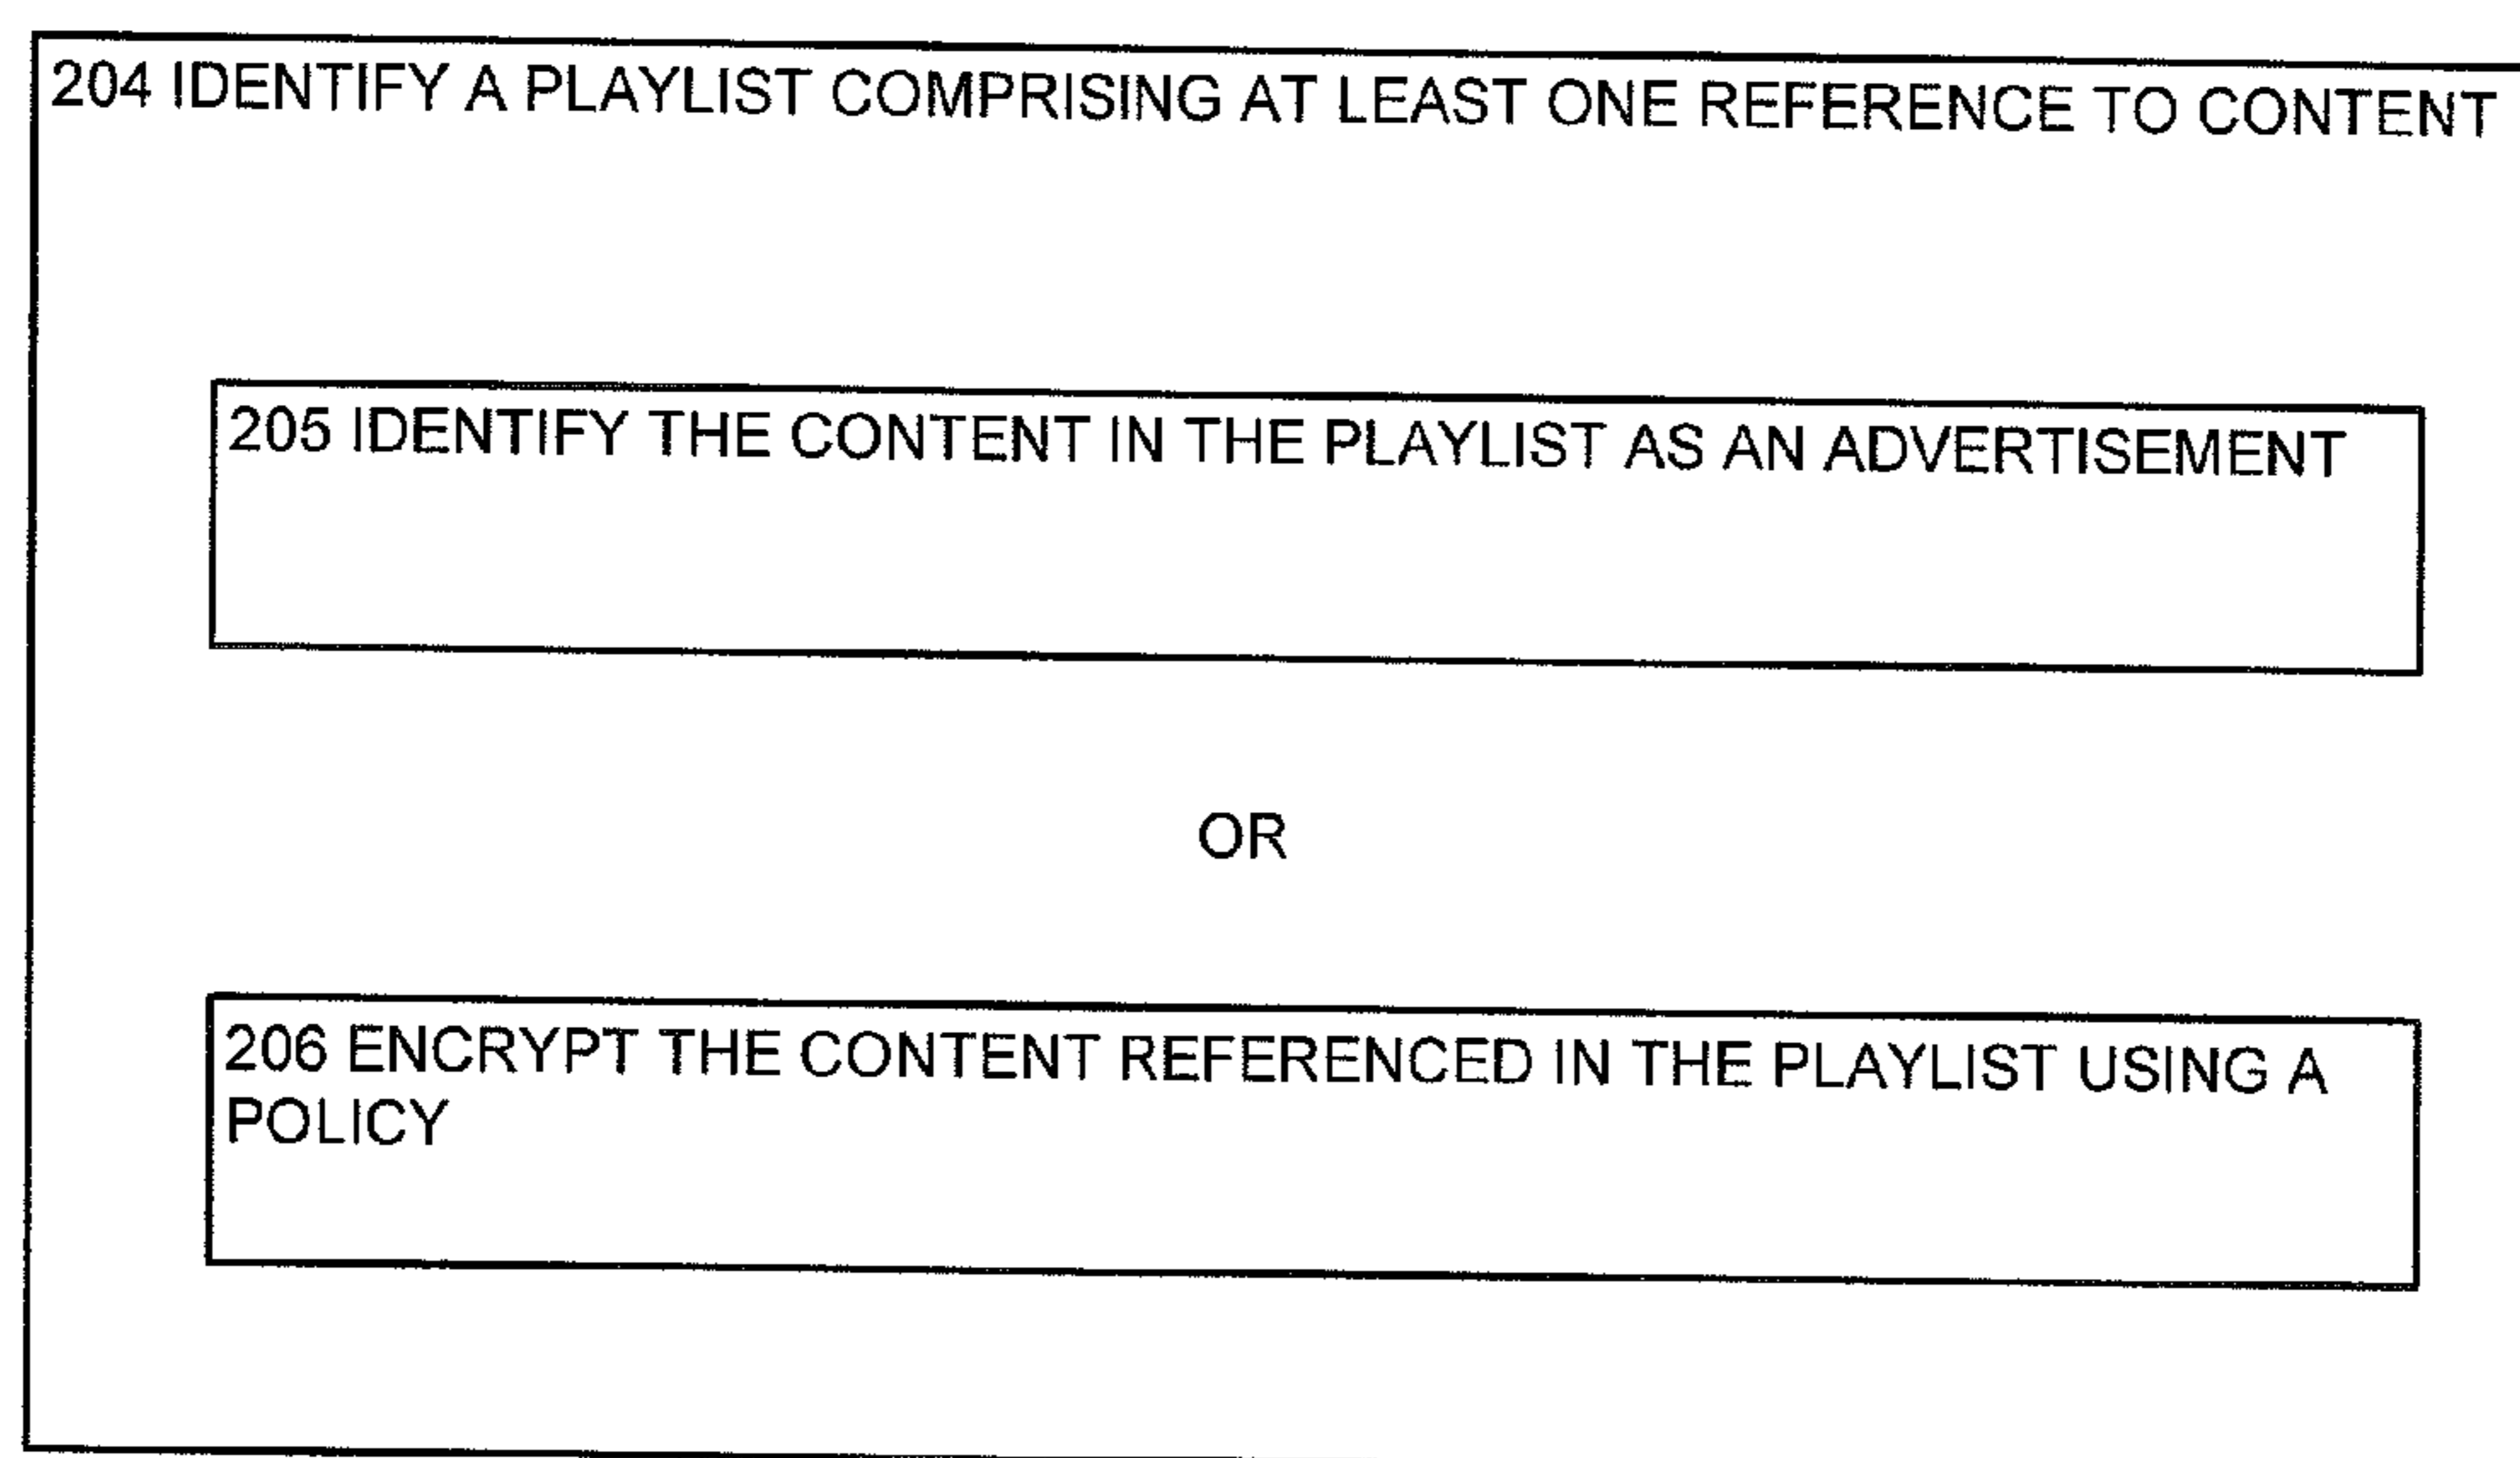 204 IDENTIFY A PLAYLIST COMPRISING AT LEAST ONE REFERENCE TO CONTENT
205 IDENTIFY THE CONTENT IN THE PLAYLIST AS AN ADVERTISEMENT
OR
206 ENCRYPT THE CONTENT REFERENCED IN THE PLAYLIST USING A
POLICY